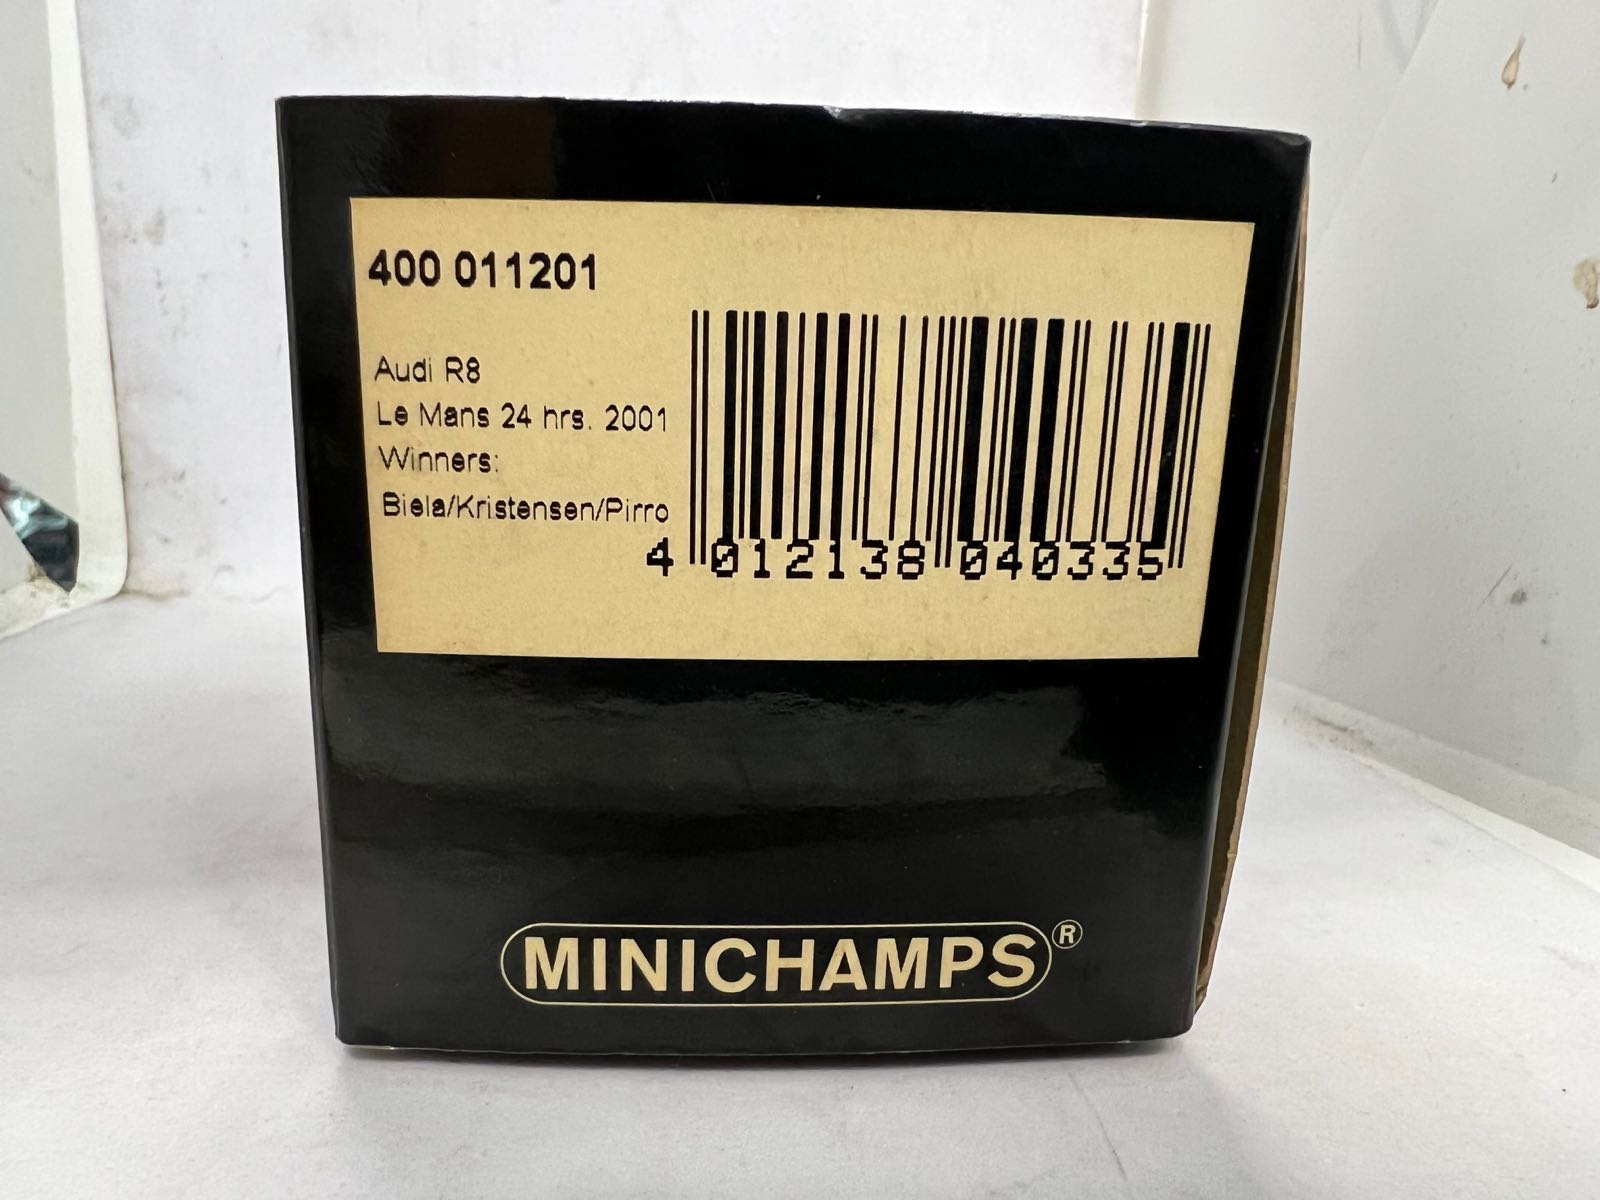 400 011201
Audi R8
Le Mans 24 hrs. 2001
Winners:
Biela/Kristensen/Pirro
4 012138 040335
MINICHAMPS®